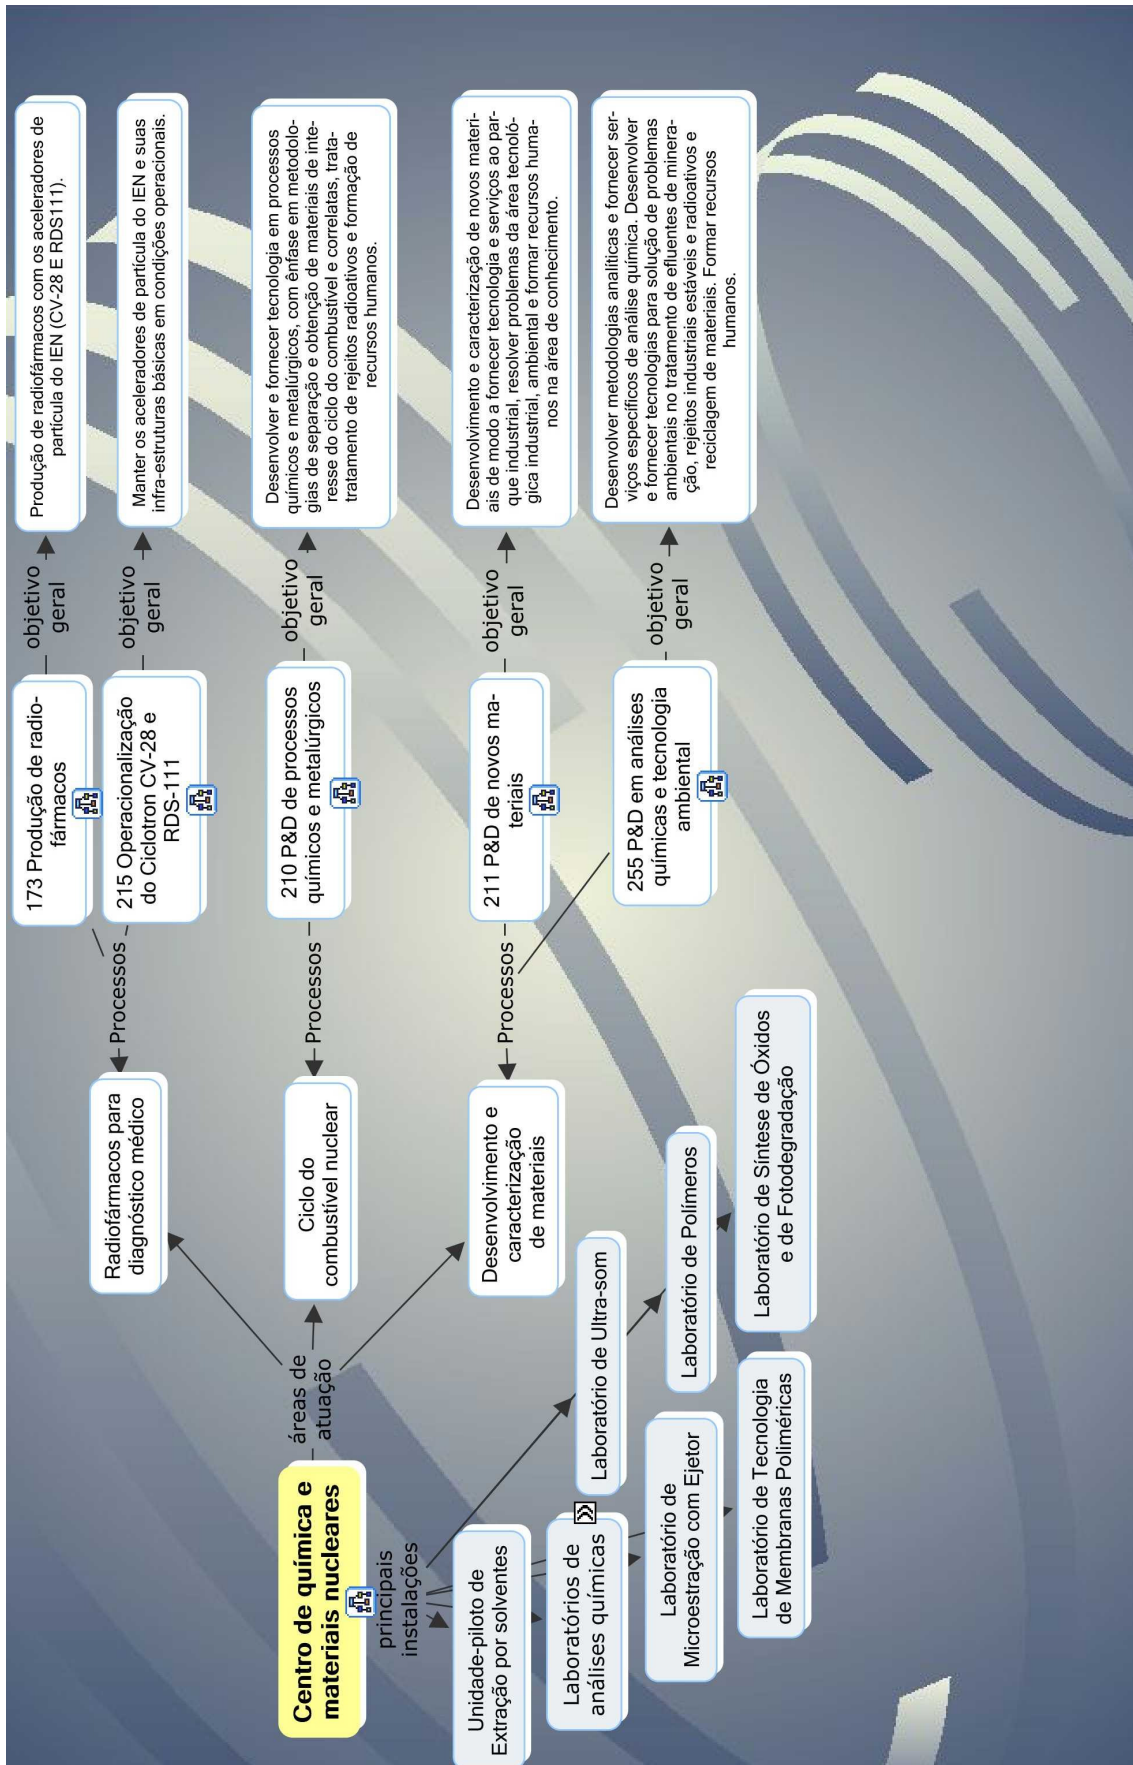 Centro de química e
materiais nucleares
áreas de
atuação
Radiofármacos para
diagnóstico médico
Processos
173 Produção de radio-
fármacos
objetivo
geral
Produção de radiofármacos com os aceleradores de
partícula do IEN (CV-28 E RDS111).
215 Operacionalização
do Ciclotron CV-28 e
RDS-111
objetivo
geral
Manter os aceleradores de partícula do IEN e suas
infra-estruturas básicas em condições operacionais.
Ciclo do
combustível nuclear
Processos
210 P&D de processo
químicos e metalúrgicos
objetivo
geral
Desenvolver e fornecer tecnologia em processos
químicos e metalúrgicos, com ênfase em metodolo-
gias de separação e obtenção de materiais de inte-
resse do ciclo do combustível e correlatas, trata-
tratamento de rejeitos radioativos e formação de
recursos humanos.
Desenvolvimento e
caracterização
de materiais
Processos
211 P&D de novos ma-
teriais
objetivo
geral
Desenvolvimento e caracterização de novos materi-
ais de modo a fornecer tecnologia e serviços ao par-
que industrial, resolver problemas da área tecnoló-
gica industrial, ambiental e formar recursos huma-
nos na área de conhecimento.
255 P&D em análises
químicas e tecnologia
ambiental
objetivo
geral
Desenvolver metodologias analíticas e fornecer ser-
viços específicos de análise química. Desenvolver
e fornecer tecnologias para solução de problemas
ambientais no tratamento de efluentes de minera-
ção, rejeitos industriais estáveis e radioativos e
reciclagem de materiais. Formar recursos
humanos.
principais
instalações
Unidade-piloto de
Extração por solventes
Laboratórios de
análises químicas
Laboratório de Ultra-som
Laboratório de
Microestração com Ejetor
Laboratório de Polímeros
Laboratório de Tecnologia
de Membranas Poliméricas
Laboratório de Síntese de Óxidos
e de Fotodegradação